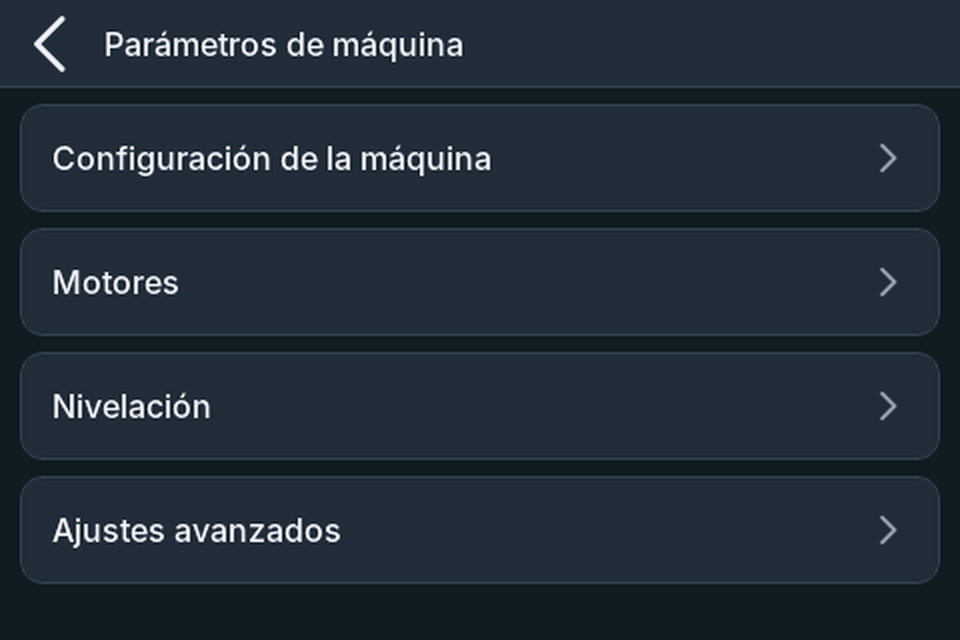 Parámetros de máquina
Configuración de la máquina
Motores
Nivelación
Ajustes avanzados